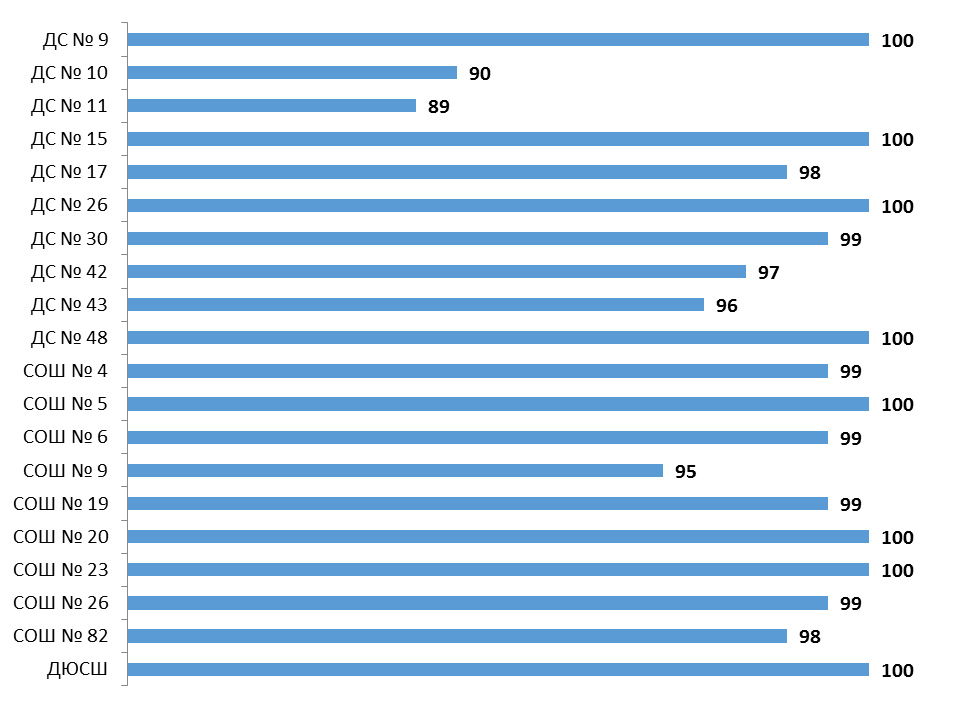 ДС № 9 100
ДС № 10 90
ДС № 11 89
ДС № 15 100
ДС № 17 98
ДС № 26 100
ДС № 30 99
ДС № 42 97
ДС № 43 96
ДС № 48 100
СОШ № 4 99
СОШ № 5 100
СОШ № 6 99
СОШ № 9 95
СОШ № 19 99
СОШ № 20 100
СОШ № 23 100
СОШ № 26 99
СОШ № 82 98
ДЮСШ 100